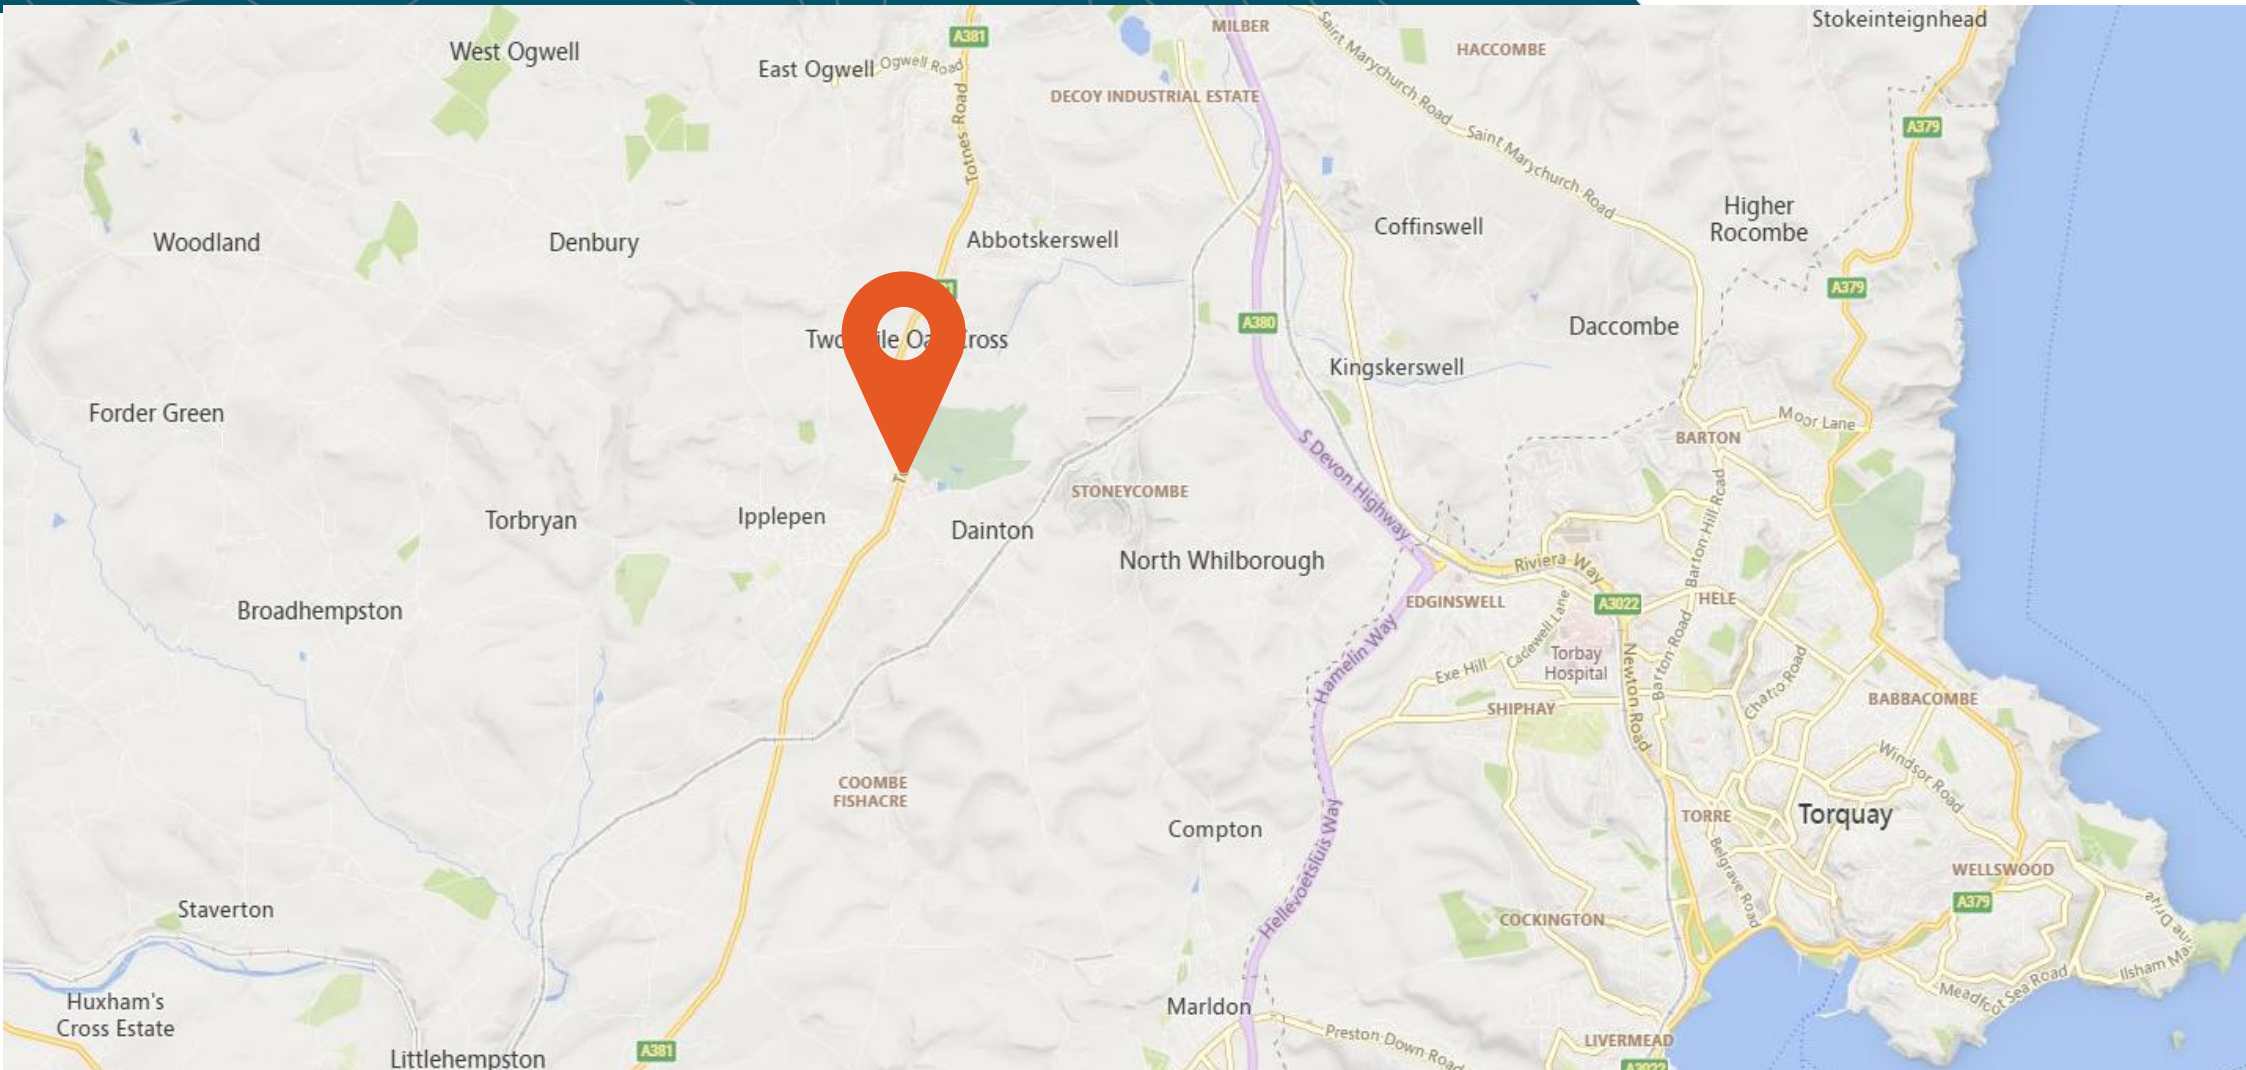 Stokeinteignhead
MILBER
A381
West Ogwell
HACCOMBE
East Ogwell
Ogwell Road
Saint Marychurch Road
DECOY INDUSTRIAL ESTATE
Totnes Road
A379
Saint Marychurch Road
Higher
Rocombe
Coffinswell
Woodland
Denbury
Abbotskerswell
A379
A380
Daccombe
Kingskerswell
Forder Green
Moor Lane
BARTON
S Devon Highway
STONEYCOMBE
Ipplepen
Torbryan
Dainton
Barton Hill Road
North Whilborough
Riviera Way
EDGINSWELL
A3022
HELE
Broadhempston
Cadewell Lane
Hamelin Way
Torbay
Hospital
Exe Hill
Newton Road
Barton Road
Chatto Road
BABBACOMBE
SHIPHAY
Windsor Road
COOMBE
FISHACRE
Torquay
TORRE
Compton
Hellevoetsluis Way
Belgrave Road
WELLSWOOD
A379
Staverton
COCKINGTON
Ilsham
Meadfoot Sea Road
Huxham's
Cross Estate
Marldon
Preston Down Road
LIVERMEAD
A381
Littlehempston
A3022